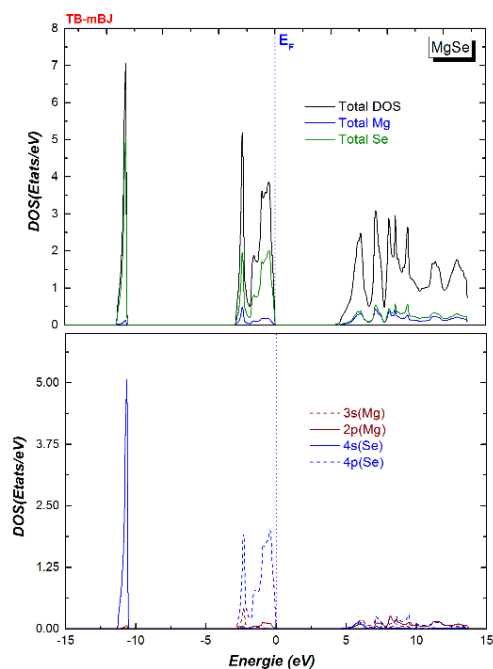 TB-mBJ
E_F
MgSe
8
7
6
5
4
3
2
1
0
DOS(Etats/eV)
Total DOS
Total Mg
Total Se
5.00
3.75
2.50
1.25
0.00
DOS(Etats/eV)
3s(Mg)
2p(Mg)
4s(Se)
4p(Se)
-15 -10 -5 0 5 10 15
Energie (eV)